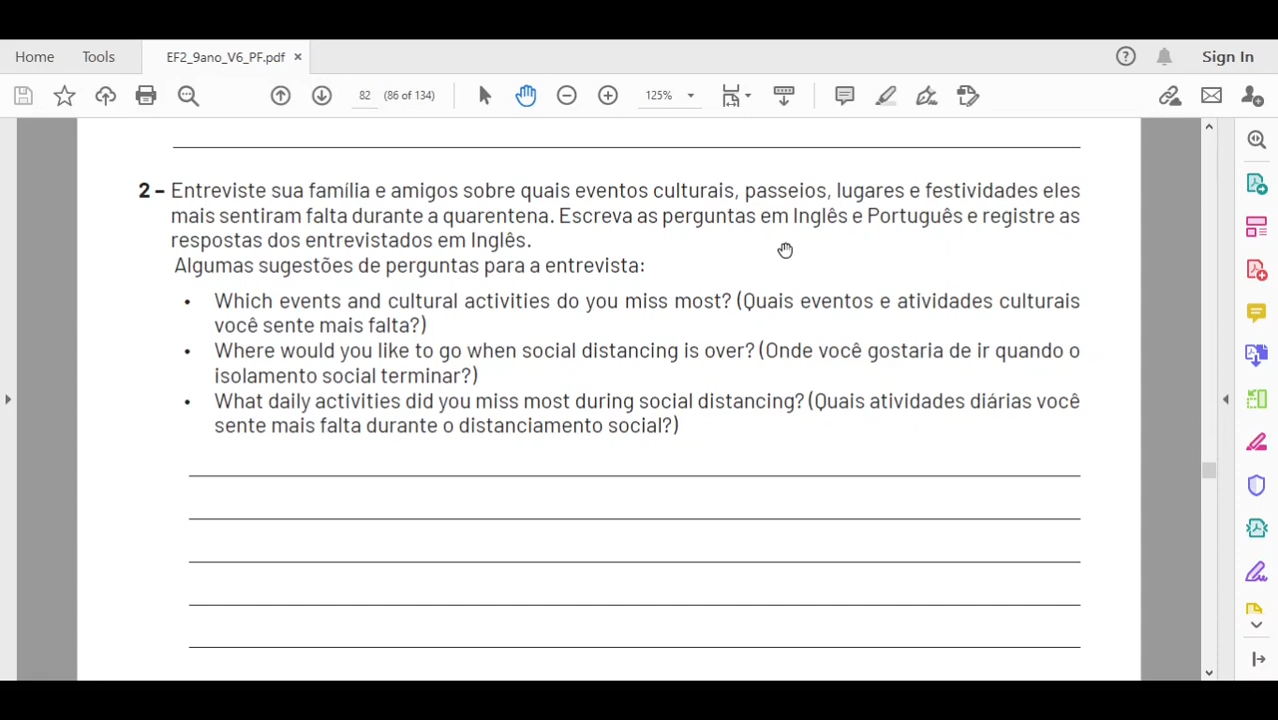 Home
Tools
EF2_9ano_V6_PF.pdf ×
Sign In
82 (86 of 134)
125%
2 – Entreviste sua família e amigos sobre quais eventos culturais, passeios, lugares e festividades eles
mais sentiram falta durante a quarentena. Escreva as perguntas em Inglês e Português e registre as
respostas dos entrevistados em Inglês.
Algumas sugestões de perguntas para a entrevista:
• Which events and cultural activities do you miss most? (Quais eventos e atividades culturais
você sente mais falta?)
• Where would you like to go when social distancing is over? (Onde você gostaria de ir quando o
isolamento social terminar?)
• What daily activities did you miss most during social distancing? (Quais atividades diárias você
sente mais falta durante o distanciamento social?)